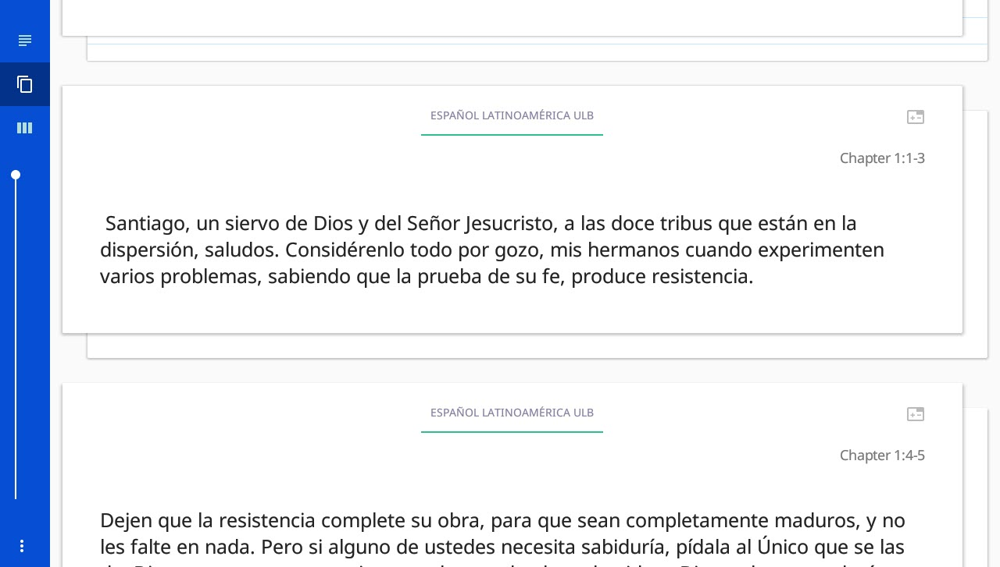 ESPAÑOL LATINOAMÉRICA ULB
Chapter 1:1-3
Santiago, un siervo de Dios y del Señor Jesucristo, a las doce tribus que están en la
dispersión, saludos. Considérenlo todo por gozo, mis hermanos cuando experimenten
varios problemas, sabiendo que la prueba de su fe, produce resistencia.
ESPAÑOL LATINOAMÉRICA ULB
Chapter 1:4-5
Dejen que la resistencia complete su obra, para que sean completamente maduros, y no
les falte en nada. Pero si alguno de ustedes necesita sabiduría, pídala al Único que se las